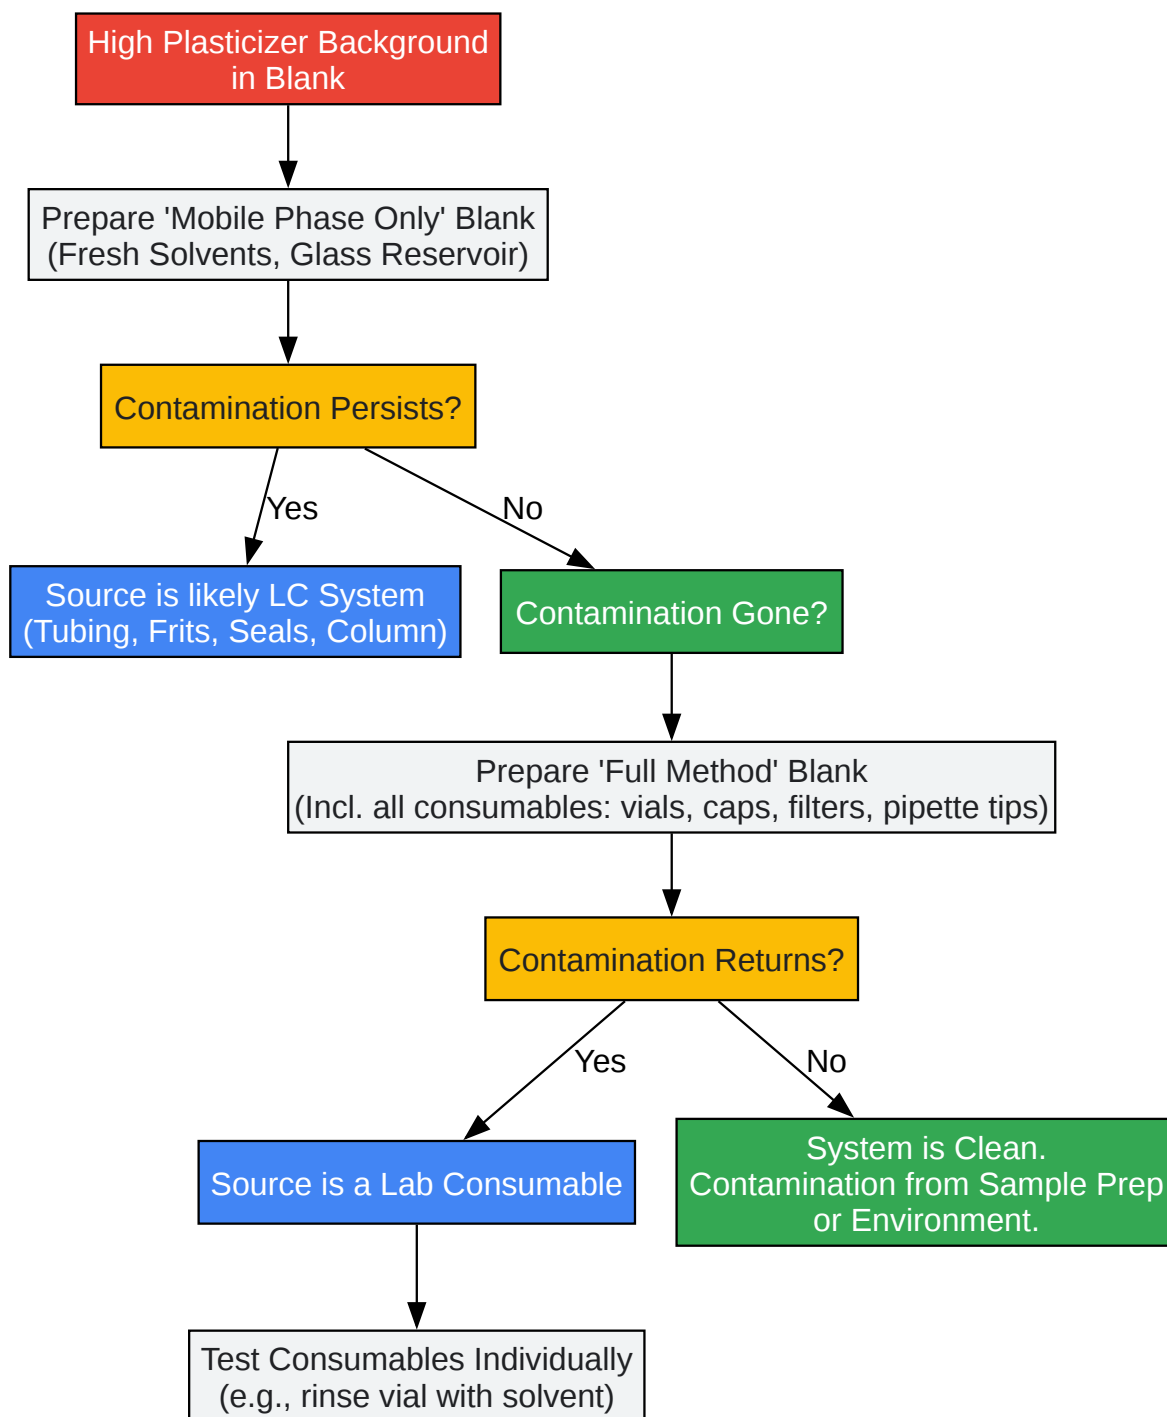 High Plasticizer Background
in Blank
Prepare 'Mobile Phase Only' Blank
(Fresh Solvents, Glass Reservoir)
Contamination Persists?
Yes
No
Source is likely LC System
(Tubing, Frits, Seals, Column)
Contamination Gone?
Prepare 'Full Method' Blank
(Incl. all consumables: vials, caps, filters, pipette tips)
Contamination Returns?
Yes
No
Source is a Lab Consumable
System is Clean.
Contamination from Sample Prep
or Environment.
Test Consumables Individually
(e.g., rinse vial with solvent)